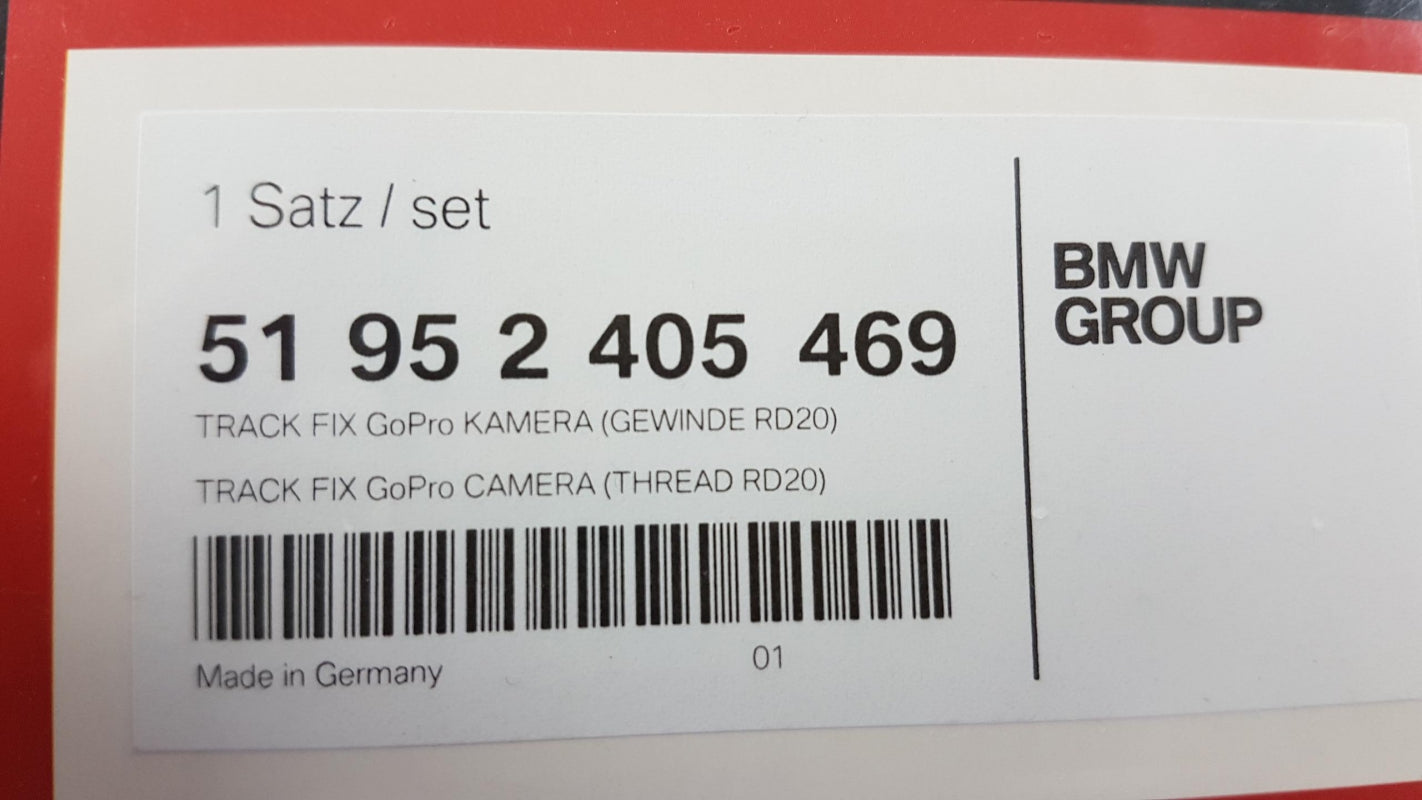 1 Satz / set
51 95 2 405 469
TRACK FIX GoPro KAMERA (GEWINDE RD20)
TRACK FIX GoPro CAMERA (THREAD RD20)
Made in Germany
01
BMW
GROUP